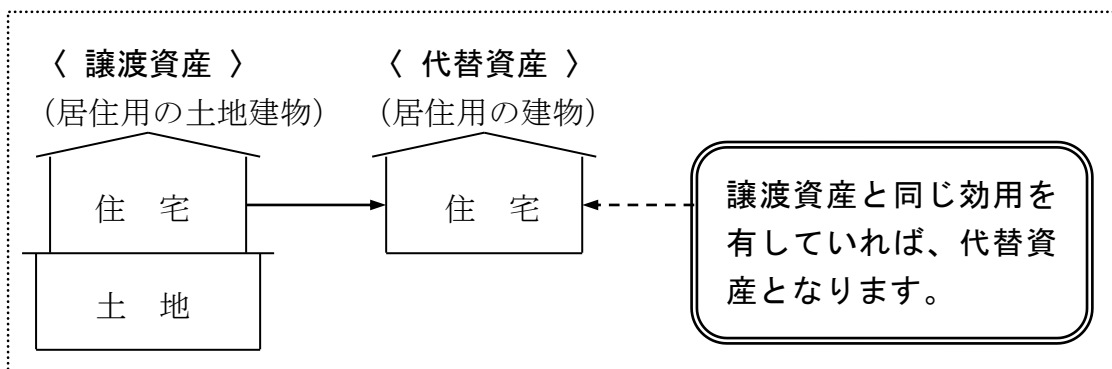 〈 譲渡資産 〉
(居住用の土地建物)
住 宅
土 地
〈 代替資産 〉
(居住用の建物)
住 宅
譲渡資産と同じ効用を
有していれば、代替資
産となります。